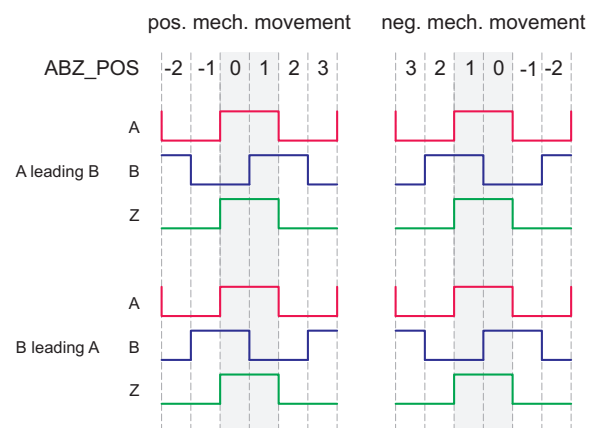 pos. mech. movement neg. mech. movement
ABZ_POS -2 -1 0 1 2 3 3 2 1 0 -1 -2
A
A leading B B
Z
A
B leading A B
Z